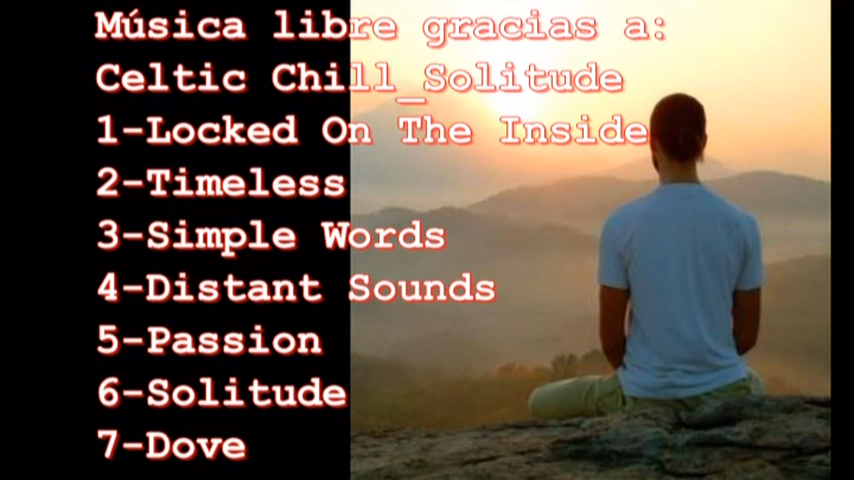 Música libre gracias a:
Celtic Chill_Solitude
1-Locked On The Inside
2-Timeless
3-Simple Words
4-Distant Sounds
5-Passion
6-Solitude
7-Dove